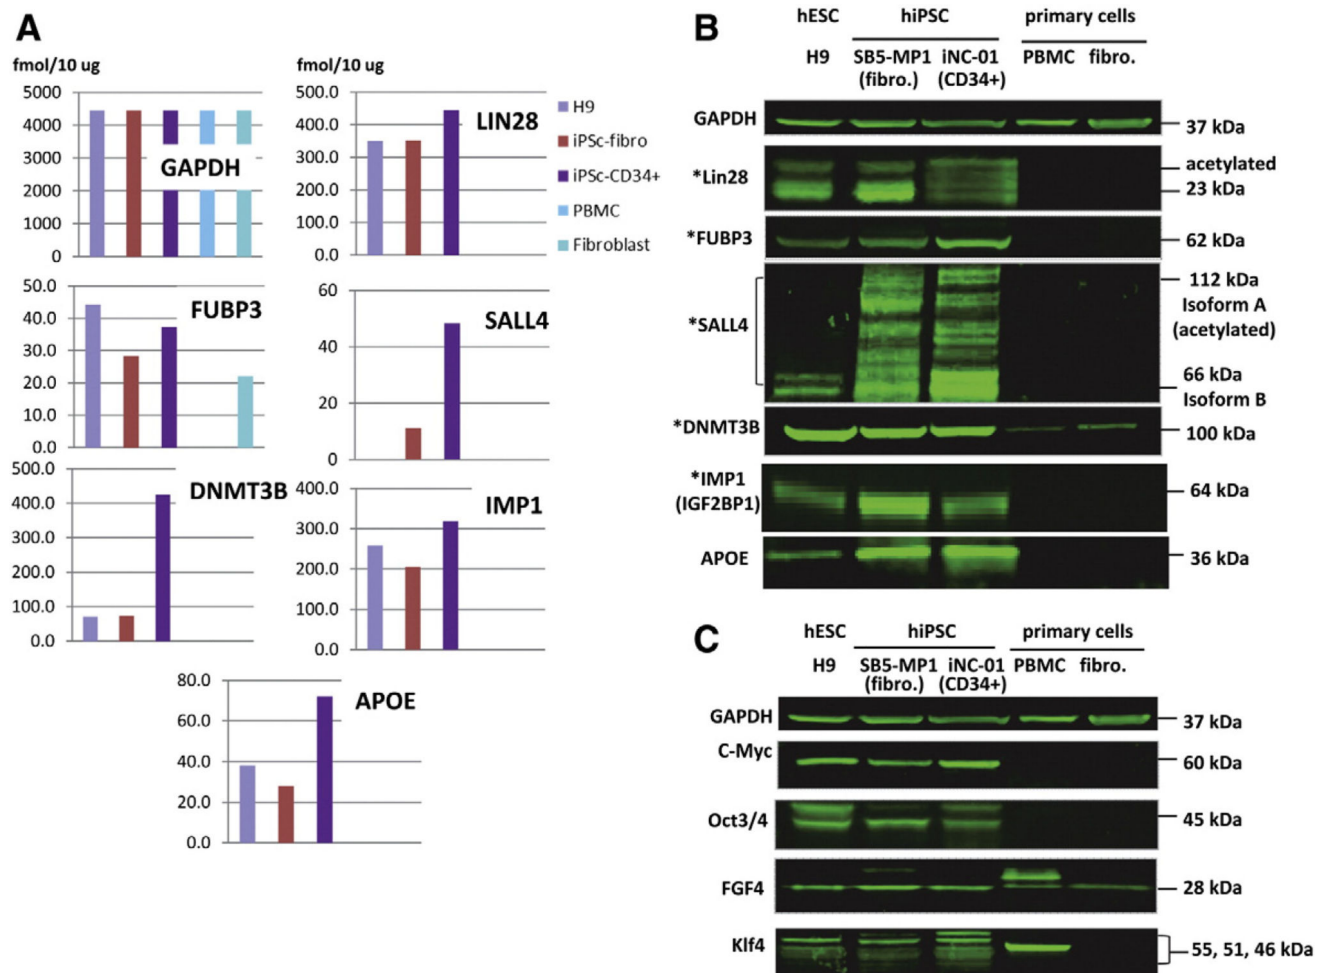 A
fmol/10 ug
5000
4000
3000
2000
1000
0
GAPDH
fmol/10 ug
500.0
400.0
300.0
200.0
100.0
0.0
LIN28
H9
iPSc-fibro
iPSc-CD34+
PBMC
Fibroblast
50.0
40.0
30.0
20.0
10.0
0.0
FUBP3
60
40
20
0
SALL4
500.0
400.0
300.0
200.0
100.0
0.0
DNMT3B
400.0
300.0
200.0
100.0
0.0
IMP1
80.0
60.0
40.0
20.0
0.0
APOE
B
hESC hiPSC primary cells
H9 SB5-MP1 iNC-01 PBMC fibro.
(fibro.) (CD34+)
GAPDH 37 kDa
acetylated
*Lin28 23 kDa
*FUBP3 62 kDa
112 kDa
Isoform A
*SALL4 (acetylated)
66 kDa
Isoform B
*DNMT3B 100 kDa
*IMP1 64 kDa
(IGF2BP1)
APOE 36 kDa
C
hESC hiPSC primary cells
H9 SB5-MP1 iNC-01 PBMC fibro.
(fibro.) (CD34+)
GAPDH 37 kDa
C-Myc 60 kDa
Oct3/4 45 kDa
FGF4 28 kDa
Klf4 55, 51, 46 kDa